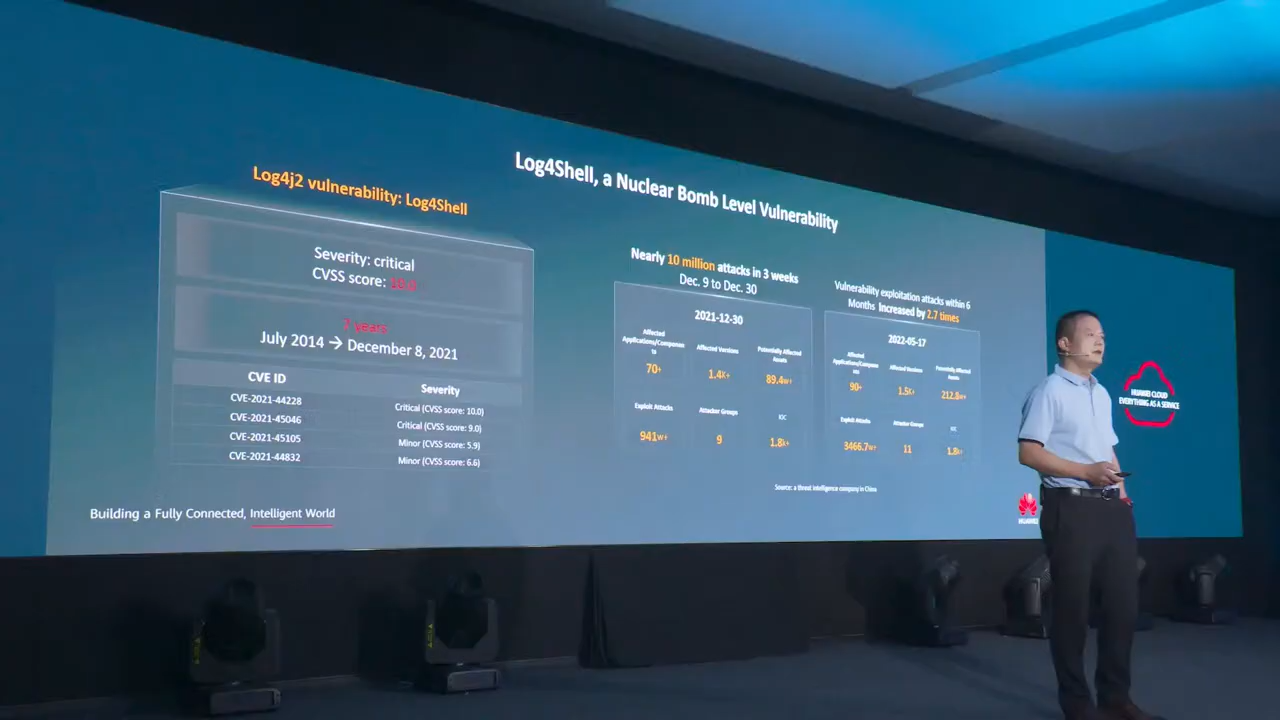 Log4Shell, a Nuclear Bomb Level Vulnerability
Log4j2 vulnerability: Log4Shell
Severity: critical
CVSS score: 10.0
7 years
July 2014 → December 8, 2021
CVE ID Severity
CVE-2021-44228 Critical (CVSS score: 10.0)
CVE-2021-45046 Critical (CVSS score: 9.0)
CVE-2021-45105 Minor (CVSS score: 5.9)
CVE-2021-44832 Minor (CVSS score: 6.6)
Nearly 10 million attacks in 3 weeks
Dec. 9 to Dec. 30
2021-12-30
Affected
Applications/Componen
ts
Affected Versions
Potentially Affected
Assets
70+
1.4K+
89.4w+
Exploit Attacks
Attacker Groups
IOC
941w+
9
1.8k+
Vulnerability exploitation attacks within 6
Months Increased by 2.7 times
2022-05-17
Affected
Applications/Compone
nts
Affected Versions
Potentially Affected
Assets
90+
1.5K+
212.8w+
Exploit Attacks
Attacker Groups
IOC
3466.7w+
11
1.8k+
Source: a threat intelligence company in China
Building a Fully Connected, Intelligent World
HUAWEI
HUAWEI CLOUD
EVERYTHING AS A SERVICE